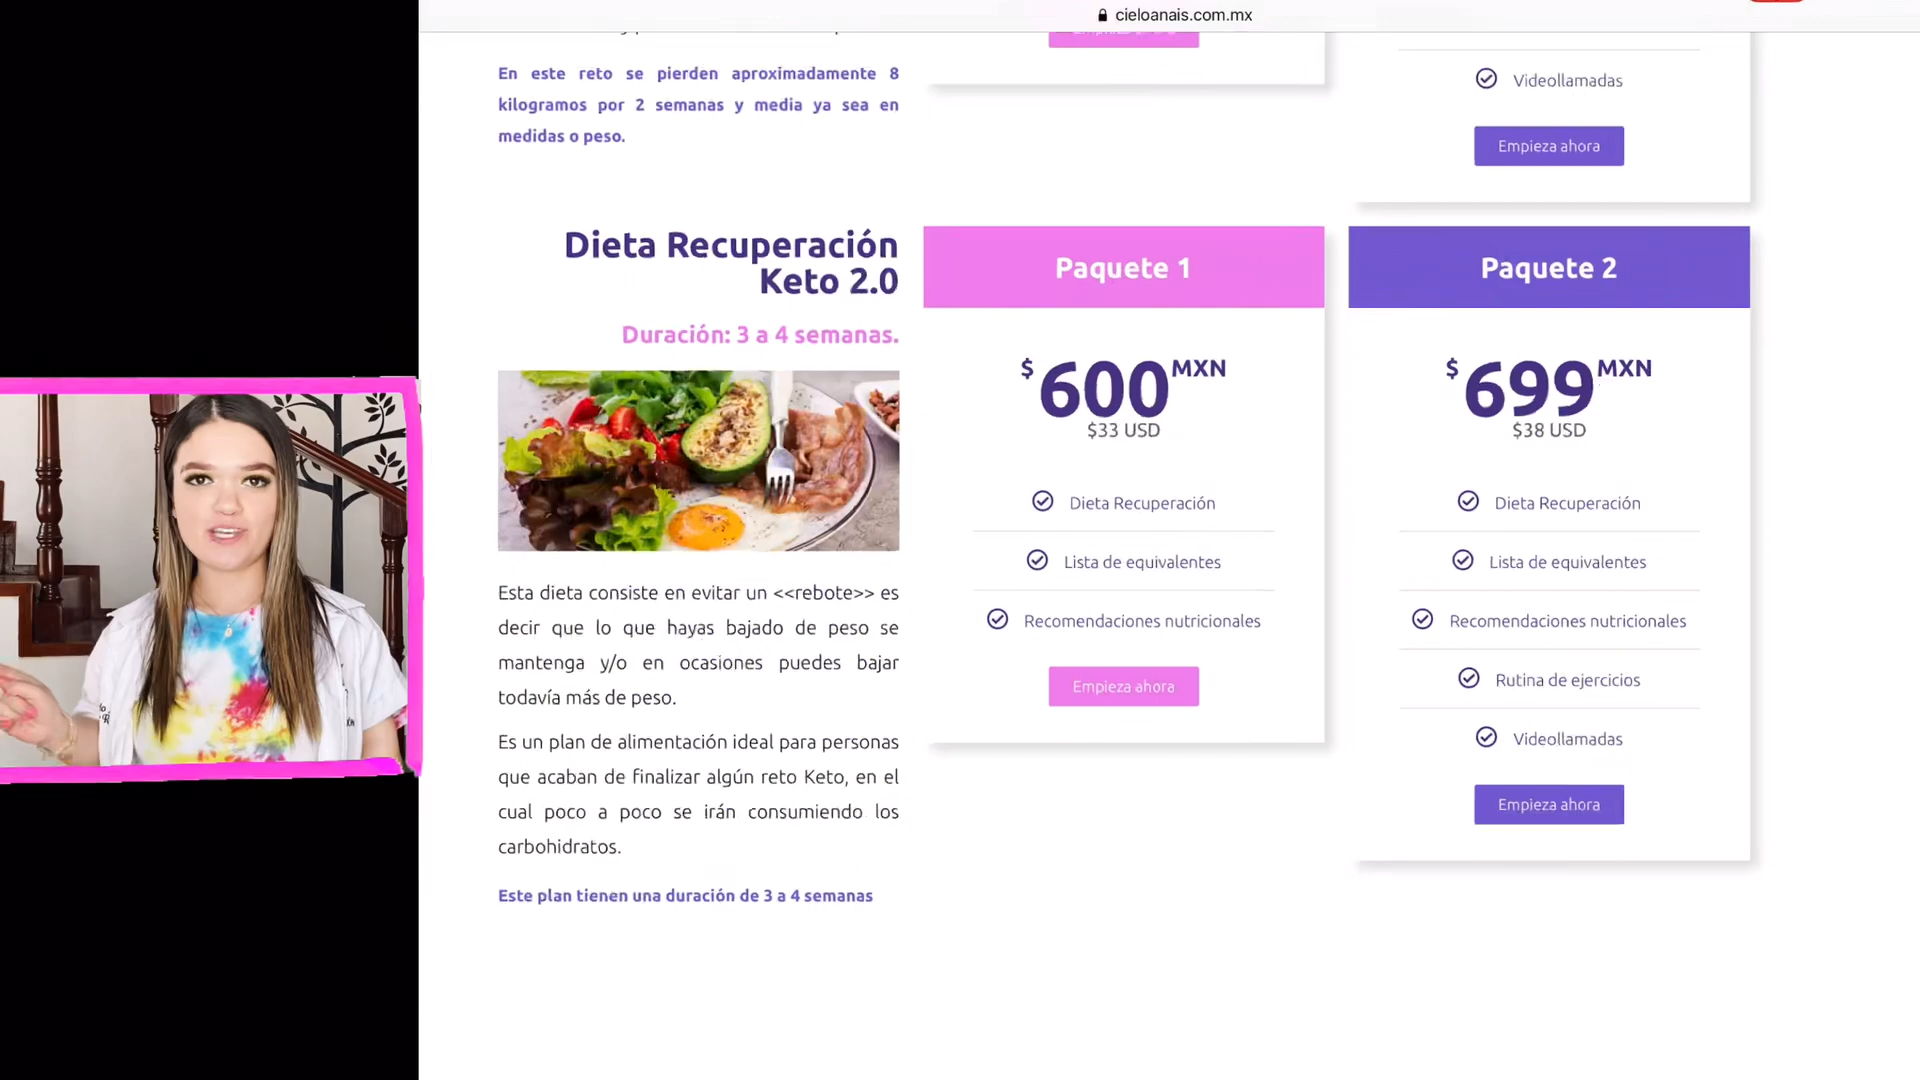 cieloanais.com.mx
En este reto se pierden aproximadamente 8
kilogramos por 2 semanas y media ya sea en
medidas o peso.
Videollamadas
Empieza ahora
Dieta Recuperación
Keto 2.0
Duración: 3 a 4 semanas.
Esta dieta consiste en evitar un <<rebote>> es
decir que lo que hayas bajado de peso se
mantenga y/o en ocasiones puedes bajar
todavía más de peso.
Es un plan de alimentación ideal para personas
que acaban de finalizar algún reto Keto, en el
cual poco a poco se irán consumiendo los
carbohidratos.
Este plan tienen una duración de 3 a 4 semanas
Paquete 1
$600 MXN
$33 USD
Dieta Recuperación
Lista de equivalentes
Recomendaciones nutricionales
Empieza ahora
Paquete 2
$699 MXN
$38 USD
Dieta Recuperación
Lista de equivalentes
Recomendaciones nutricionales
Rutina de ejercicios
Videollamadas
Empieza ahora